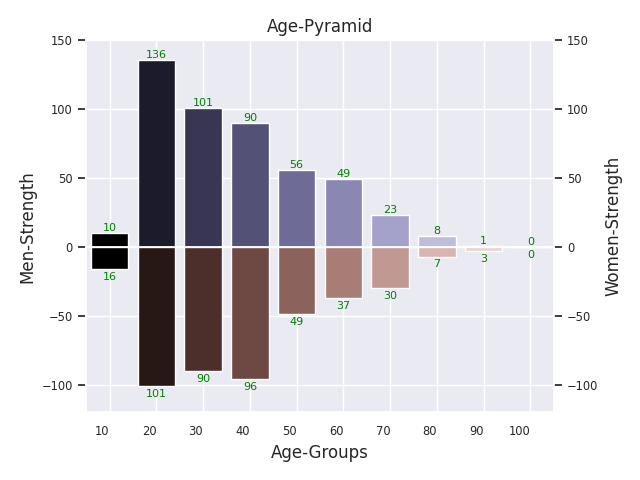 Age-Pyramid
150 150
136
100 101 100
90
50 56 49 50
23
10 8 1 0
0 0
16 7 3 0
−50 49 37 30 −50
−100 101 90 96 −100
10 20 30 40 50 60 70 80 90 100
Age-Groups
Men-Strength
Women-Strength